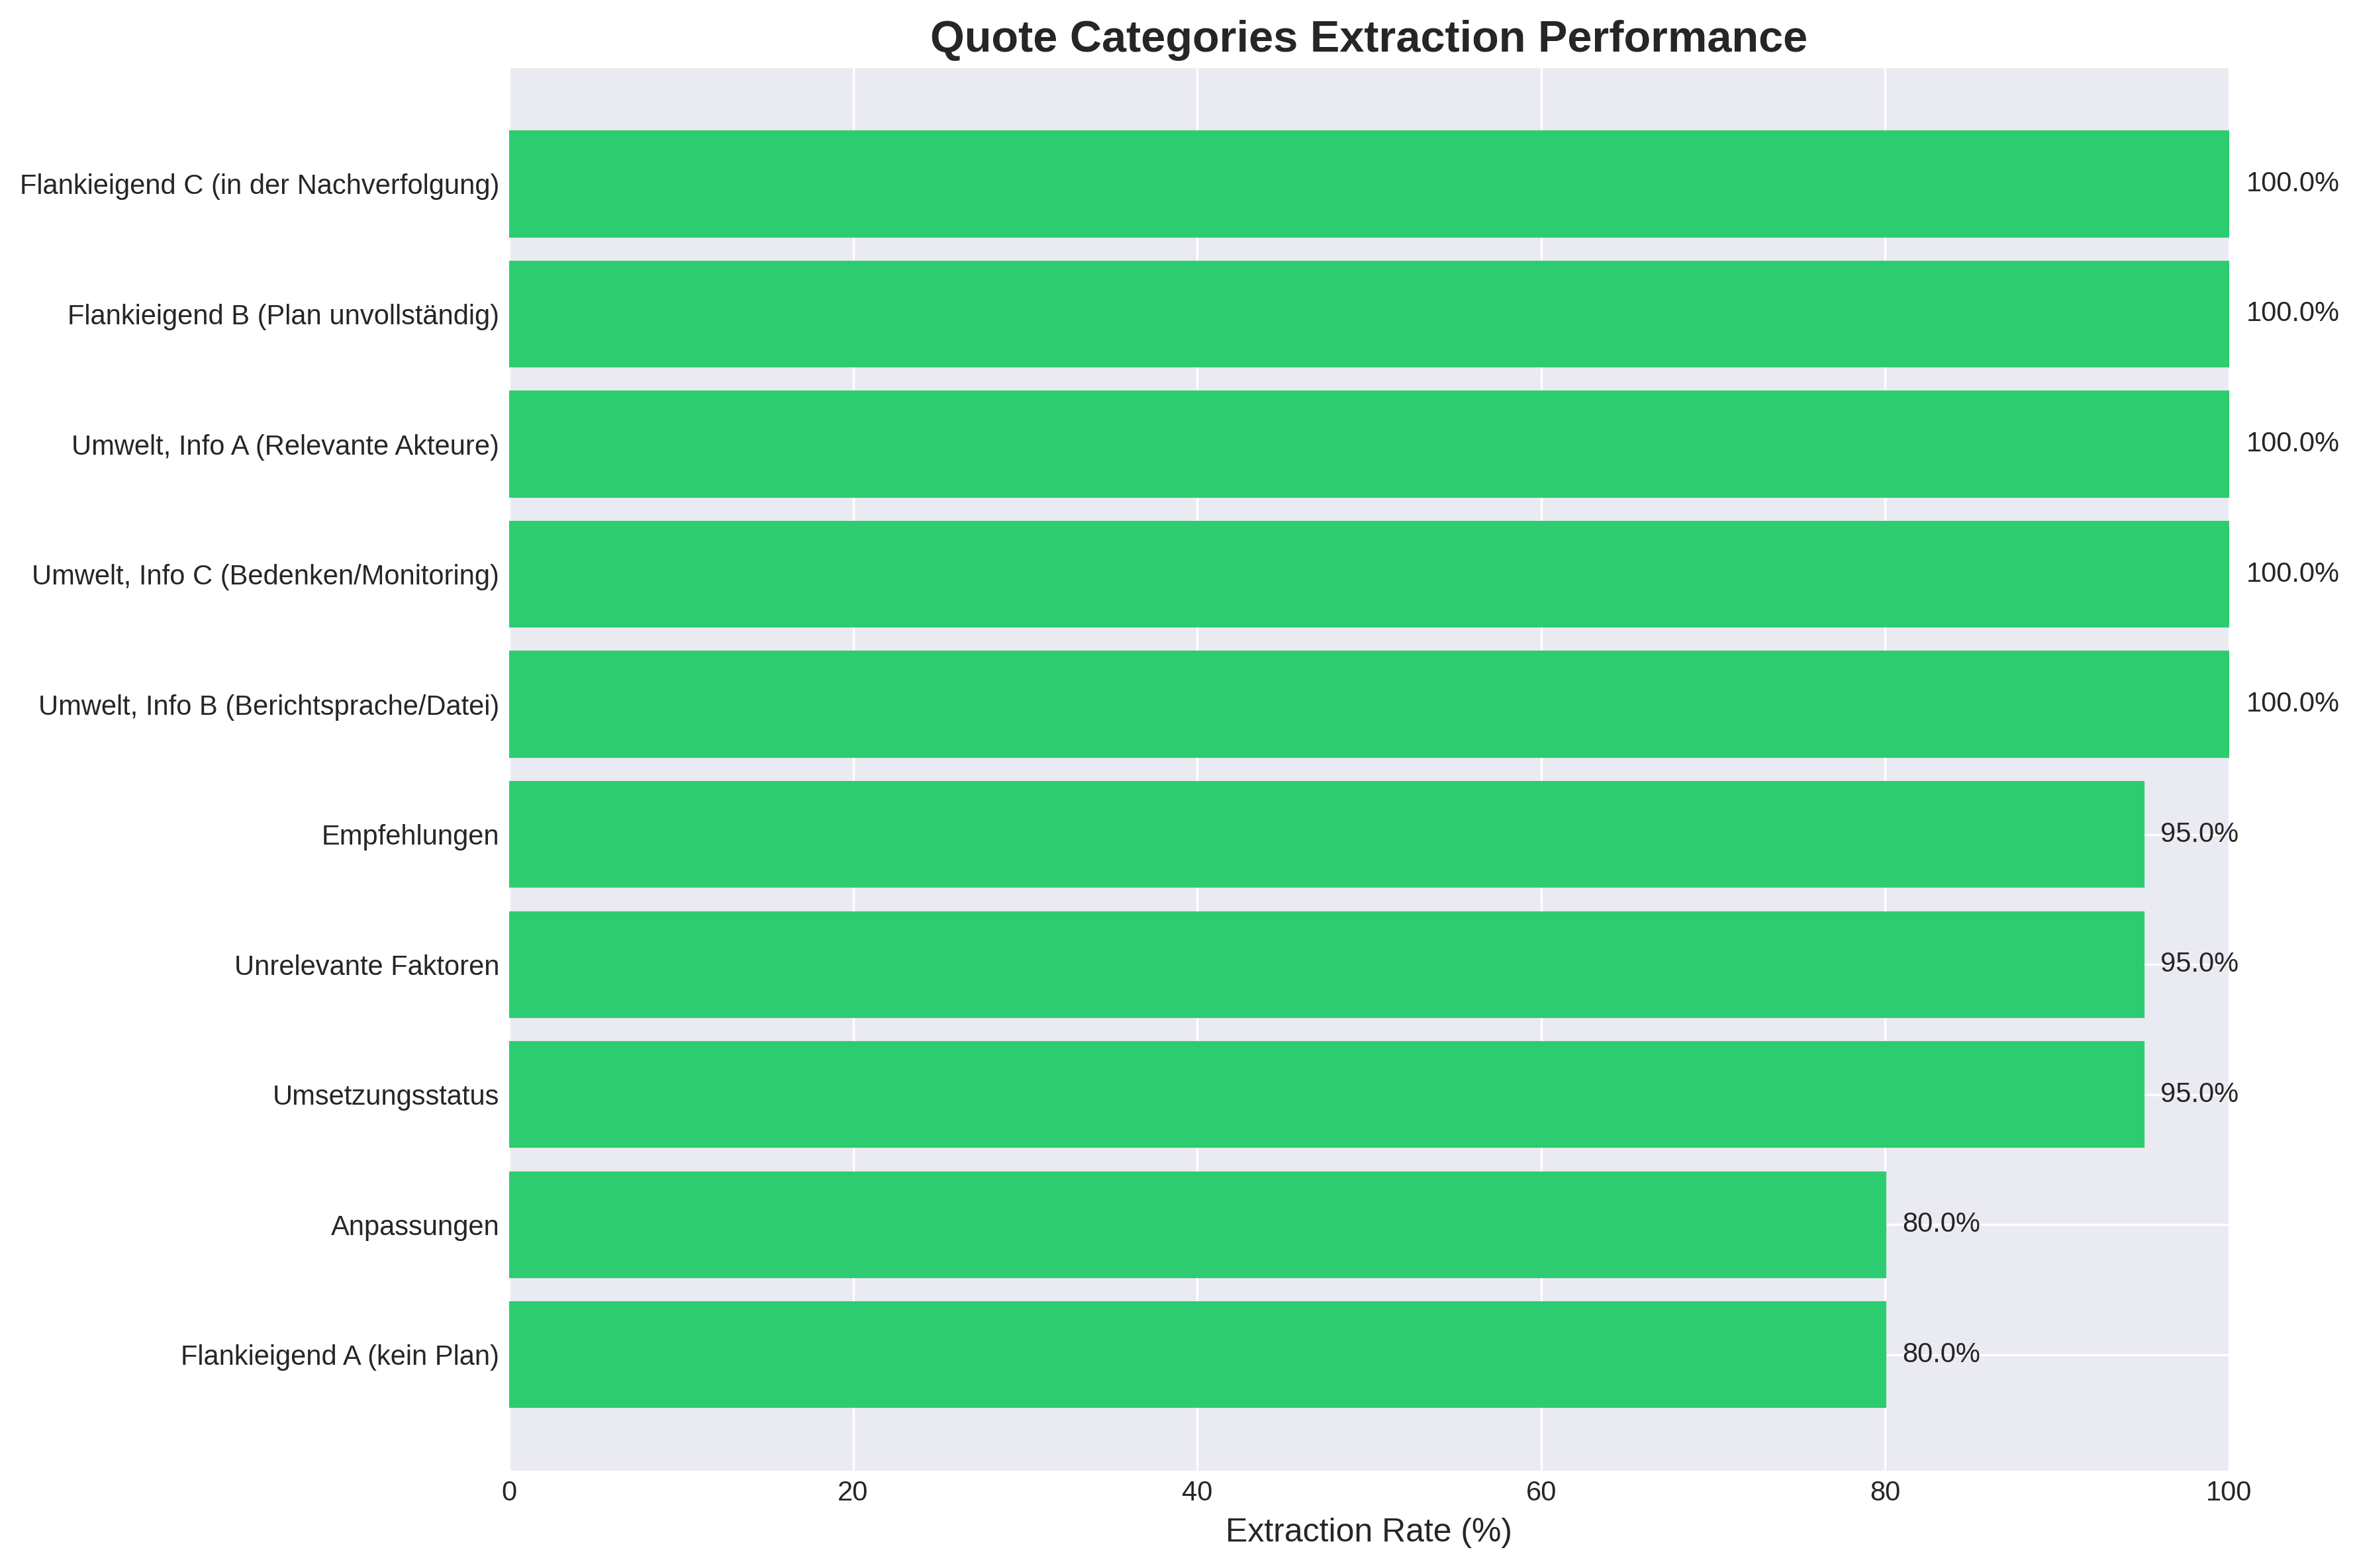 Quote Categories Extraction Performance
Flankieigend C (in der Nachverfolgung)
100.0%
Flankieigend B (Plan unvollständig)
100.0%
Umwelt, Info A (Relevante Akteure)
100.0%
Umwelt, Info C (Bedenken/Monitoring)
100.0%
Umwelt, Info B (Berichtsprache/Datei)
100.0%
Empfehlungen
95.0%
Unrelevante Faktoren
95.0%
Umsetzungsstatus
95.0%
Anpassungen
80.0%
Flankieigend A (kein Plan)
80.0%
0 20 40 60 80 100
Extraction Rate (%)